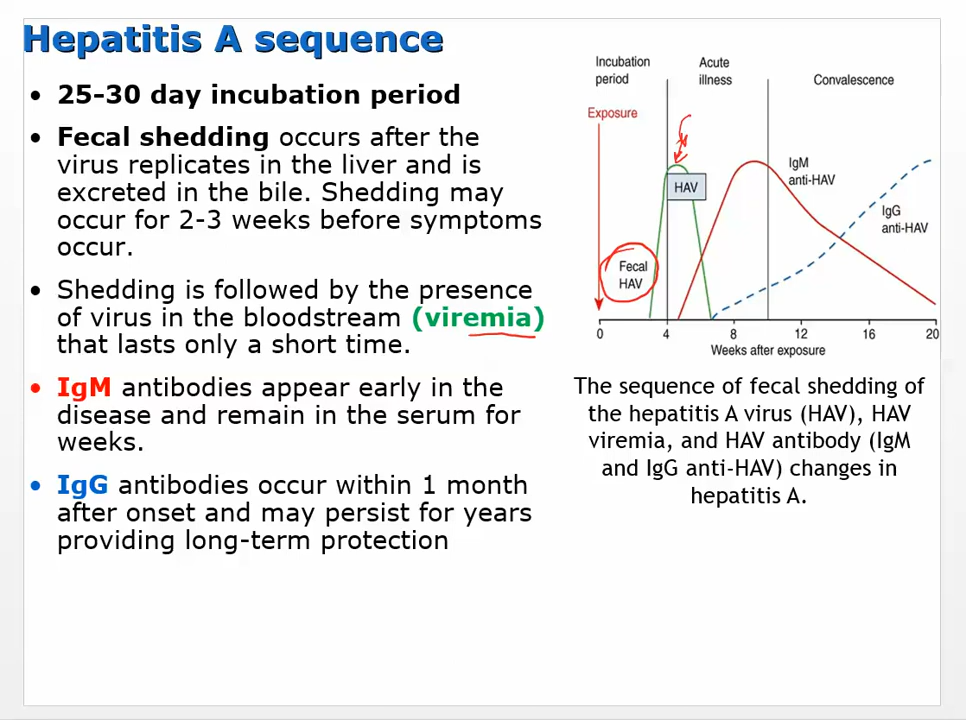 Hepatitis A sequence
• 25-30 day incubation period
• Fecal shedding occurs after the
virus replicates in the liver and is
excreted in the bile. Shedding may
occur for 2-3 weeks before symptoms
occur.
• Shedding is followed by the presence
of virus in the bloodstream (viremia)
that lasts only a short time.
• IgM antibodies appear early in the
disease and remain in the serum for
weeks.
• IgG antibodies occur within 1 month
after onset and may persist for years
providing long-term protection
Incubation
period
Acute
illness
Convalescence
Exposure
HAV
IgM
anti-HAV
IgG
anti-HAV
Fecal
HAV
0 4 8 12 16 20
Weeks after exposure
The sequence of fecal shedding of
the hepatitis A virus (HAV), HAV
viremia, and HAV antibody (IgM
and IgG anti-HAV) changes in
hepatitis A.